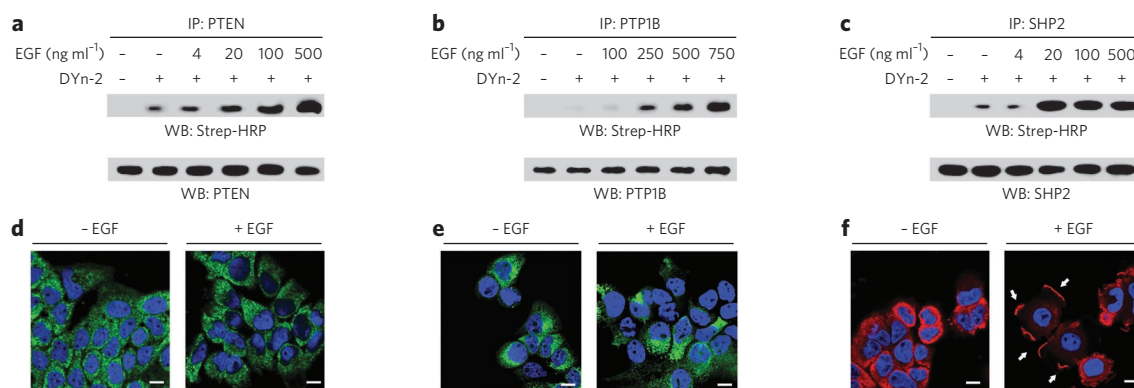 a
IP: PTEN
EGF (ng ml⁻¹) – – 4 20 100 500
DYn-2 – + + + + +
WB: Strep-HRP
WB: PTEN
b
IP: PTP1B
EGF (ng ml⁻¹) – – 100 250 500 750
DYn-2 – + + + + +
WB: Strep-HRP
WB: PTP1B
c
IP: SHP2
EGF (ng ml⁻¹) – – 4 20 100 500
DYn-2 – + + + + +
WB: Strep-HRP
WB: SHP2
d
– EGF + EGF
e
– EGF + EGF
f
– EGF + EGF